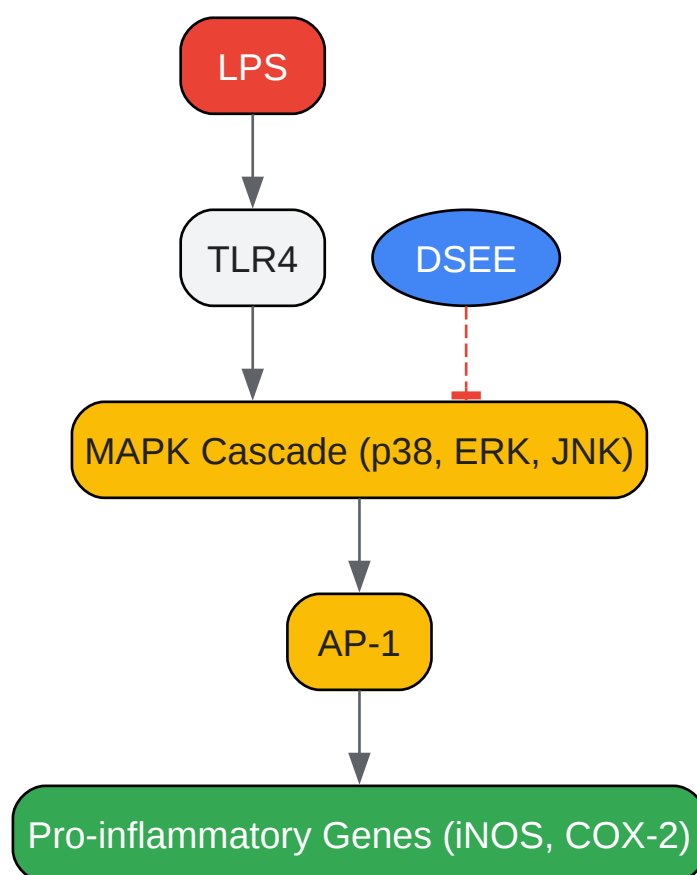 LPS
TLR4
DSEE
MAPK Cascade (p38, ERK, JNK)
AP-1
Pro-inflammatory Genes (iNOS, COX-2)